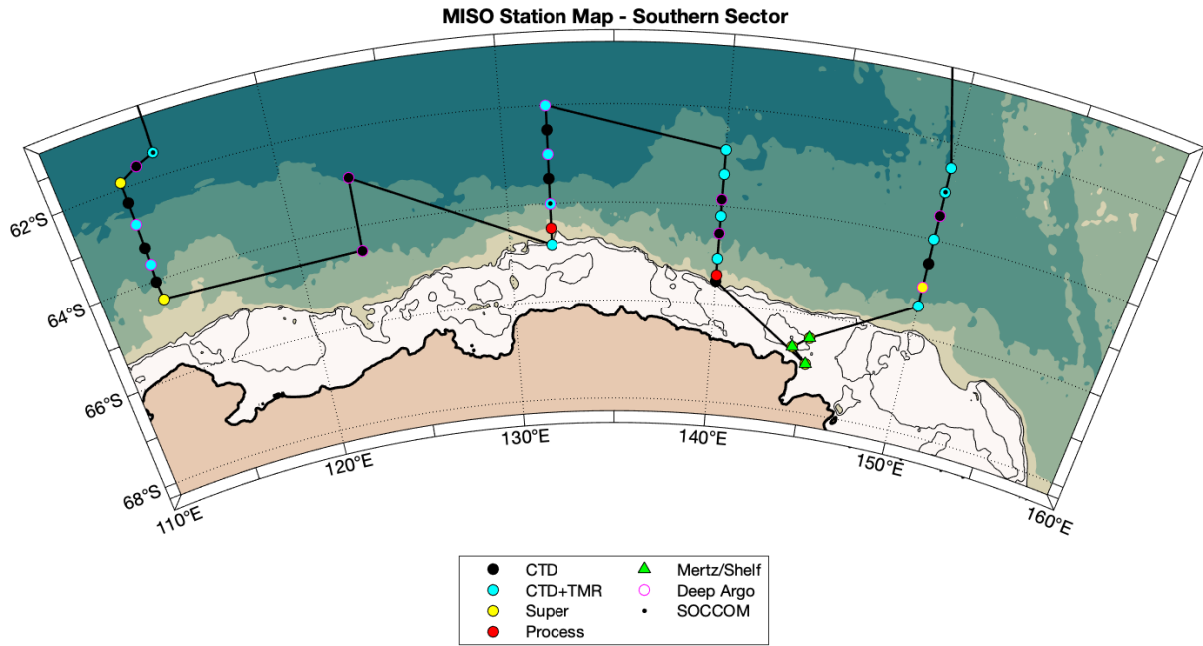 MISO Station Map - Southern Sector
62°S
64°S
66°S
68°S
110°E
120°E
130°E
140°E
150°E
160°E
CTD
CTD+TMR
Super
Process
Mertz/Shelf
Deep Argo
SOCCOM